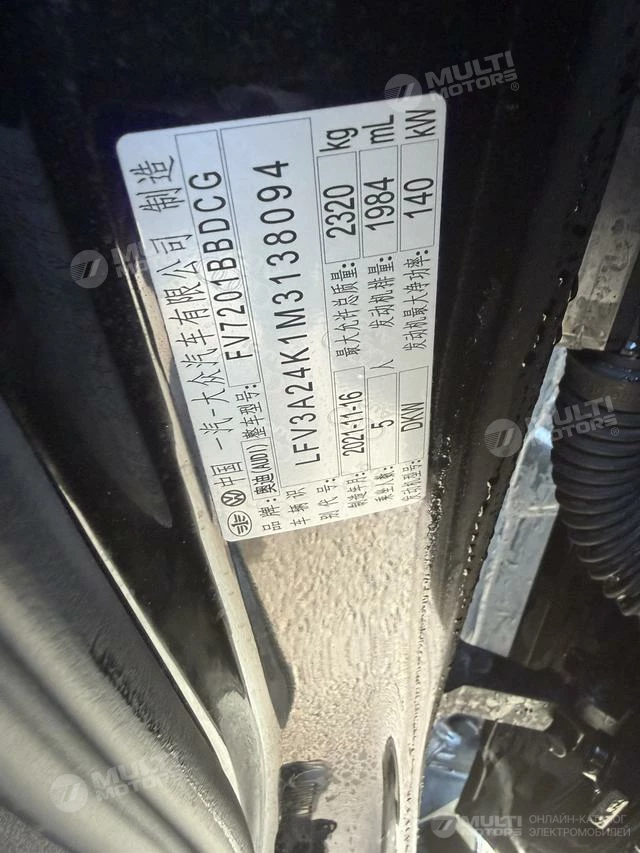 中国 一汽-大众汽车有限公司 制造
品牌: 奥迪(AUDI) 整车型号: FV7201BBDCG
车辆识别代号: LFV3A24K1M3138094
制造年月: 2021-11-16 最大允许总质量: 2320 kg
乘坐人数: 5 人 发动机排量: 1984 mL
发动机型号: DKW 发动机最大净功率: 140 kW
MULTI
MOTORS®
MULTI
MOTORS
MULTI
MOTORS
MULTI
MOTORS
MULTI
MOTORS
ОНЛАЙН-КАТАЛОГ
ЭЛЕКТРОМОБИЛЕЙ